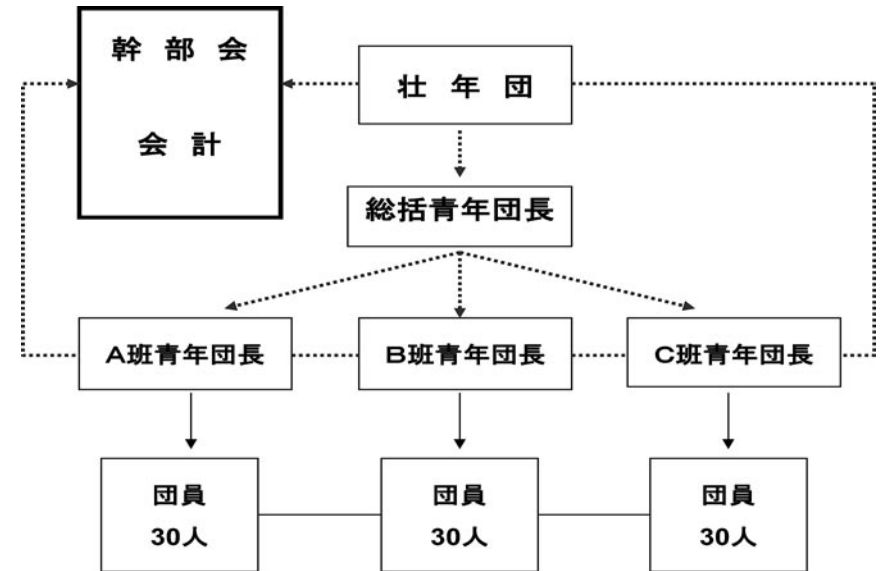 幹部会
会計
壮年団
総括青年団長
A班青年団長
B班青年団長
C班青年団長
団員
30人
団員
30人
団員
30人